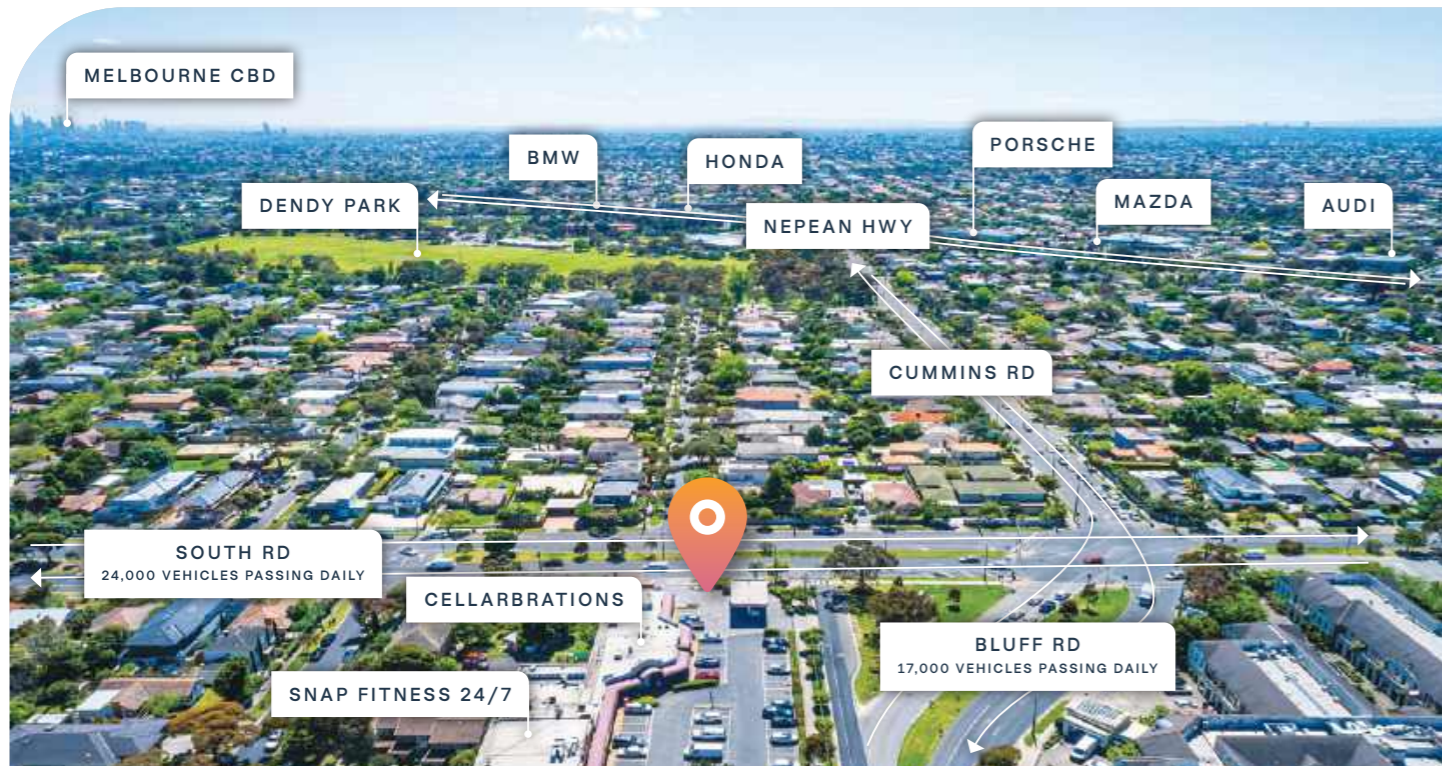 MELBOURNE CBD
BMW
HONDA
PORSCHE
DENDY PARK
MAZDA
AUDI
NEPEAN HWY
CUMMINS RD
SOUTH RD
24,000 VEHICLES PASSING DAILY
CELLARBRATIONS
BLUFF RD
17,000 VEHICLES PASSING DAILY
SNAP FITNESS 24/7